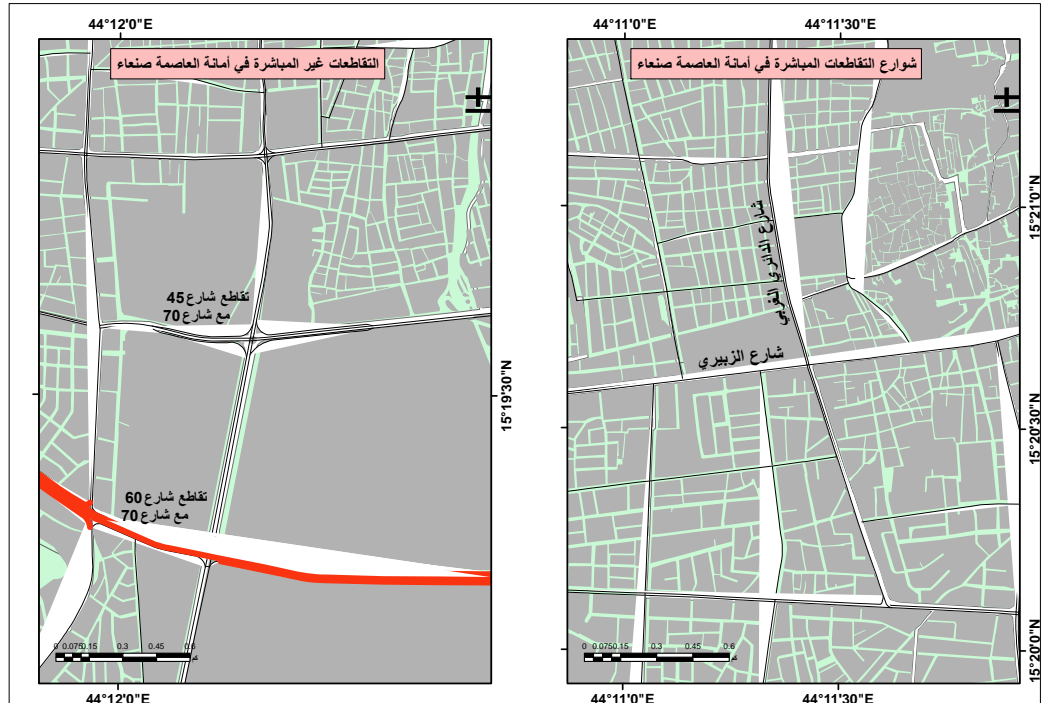 44°12'0"E
التقاطعات غير المباشرة في أمانة العاصمة صنعاء
تقاطع شارع 45
مع شارع 70
تقاطع شارع 60
مع شارع 70
15°19'30"N
0 0.075 0.15 0.3 0.45 0.6
كم
44°12'0"E
44°11'0"E 44°11'30"E
شوارع التقاطعات المباشرة في أمانة العاصمة صنعاء
شارع الدائري الغربي
شارع الزبيري
15°21'0"N
15°20'30"N
15°20'0"N
0 0.075 0.15 0.3 0.45 0.6
كم
44°11'0"E 44°11'30"E